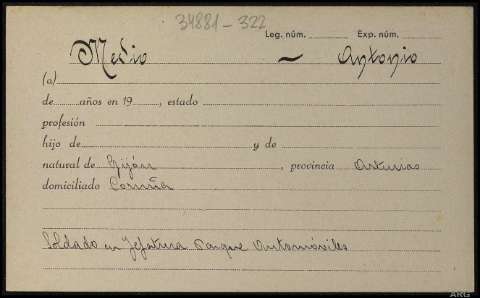 34881-322
Leg. núm. Exp. núm.
Medio ~ Antonio
(a)
de años en 19 , estado
profesión
hijo de y de
natural de Gijón , provincia Asturias
domiciliado Coruña
Soldado en Jefatura Parque Automóviles
ARG